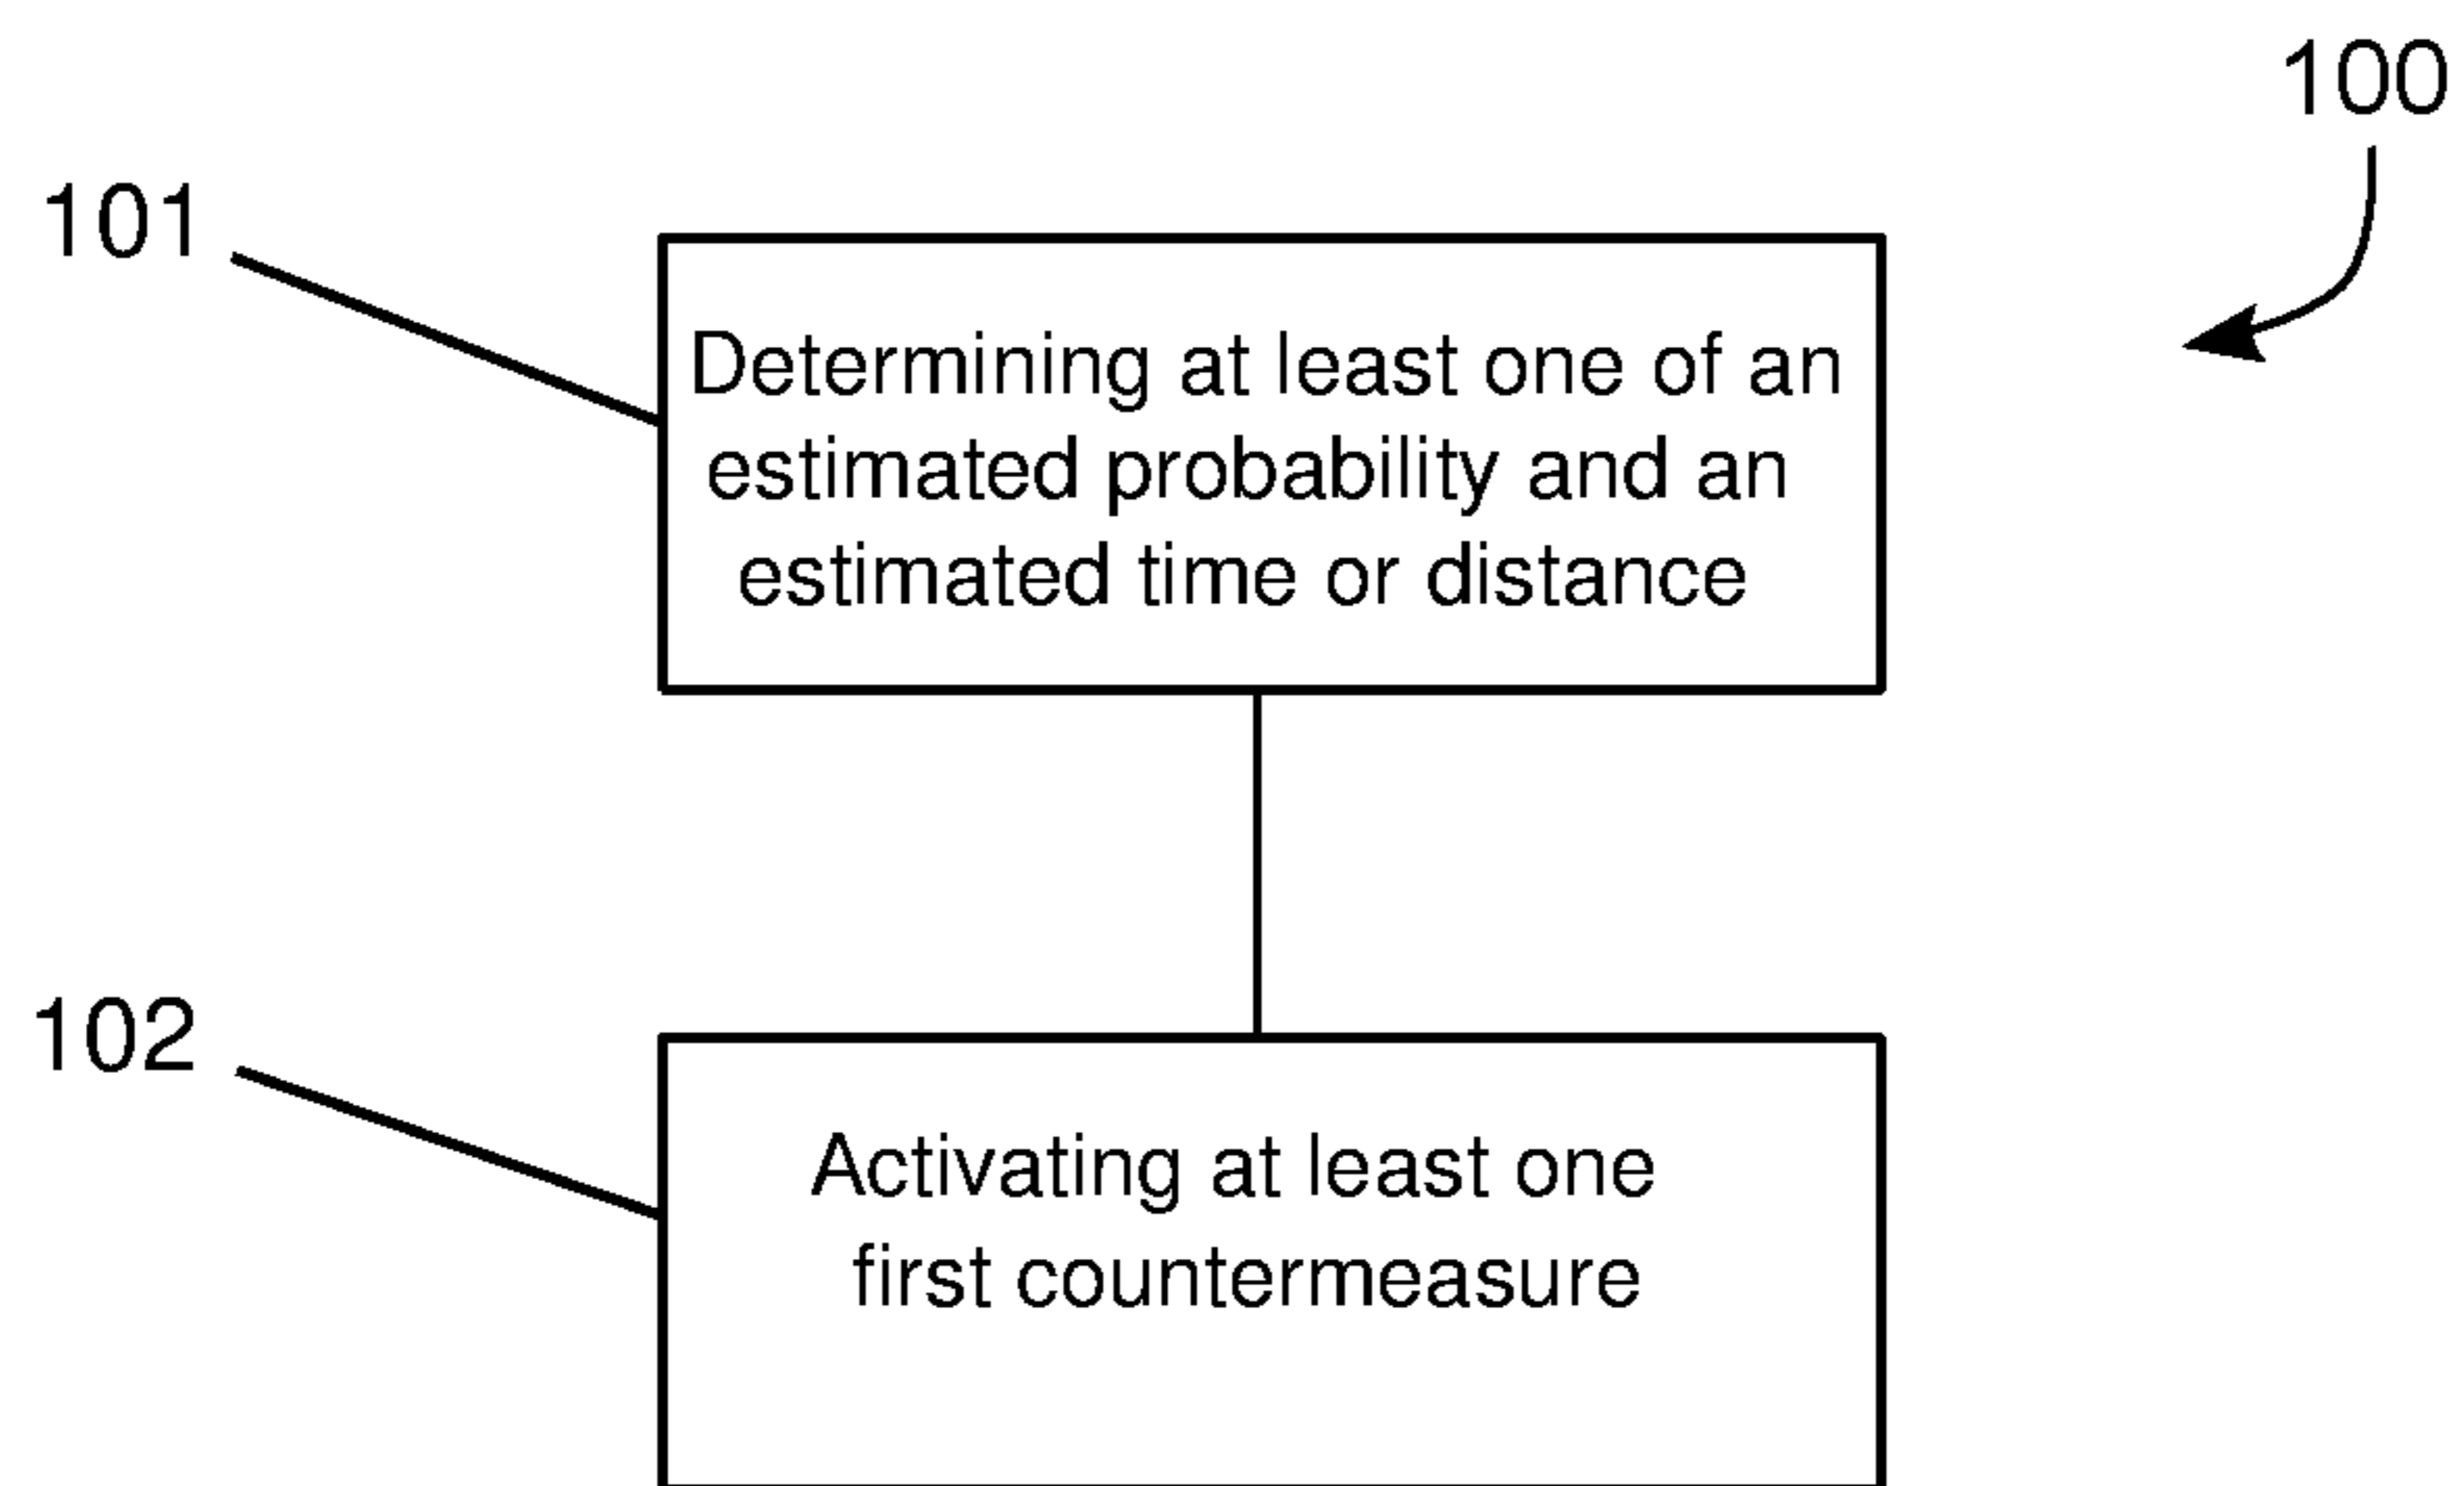 100
101
Determining at least one of an
estimated probability and an
estimated time or distance
102
Activating at least one
first countermeasure